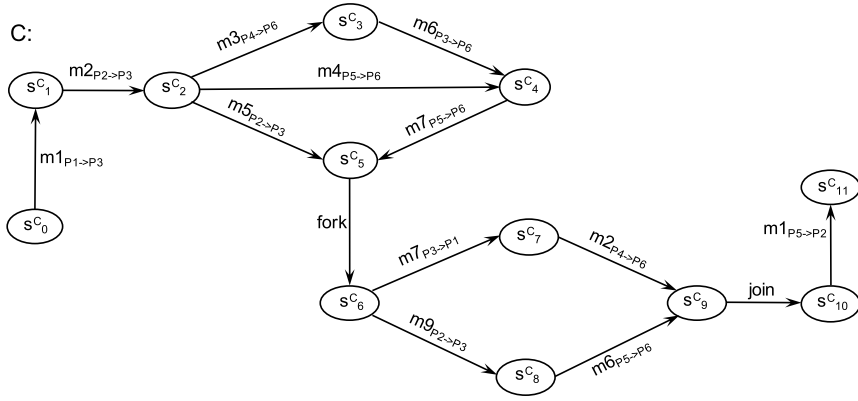 C:
m3P4->P6
sC3
m6P3->P6
sC1
m2P2->P3
sC2
m4P5->P6
sC4
m5P2->P3
m7P5->P6
m1P1->P3
sC5
sC0
fork
sC11
m7P3->P1
sC7
m2P4->P6
m1P5->P2
sC6
sC9
join
sC10
m9P2->P3
sC8
m6P5->P6